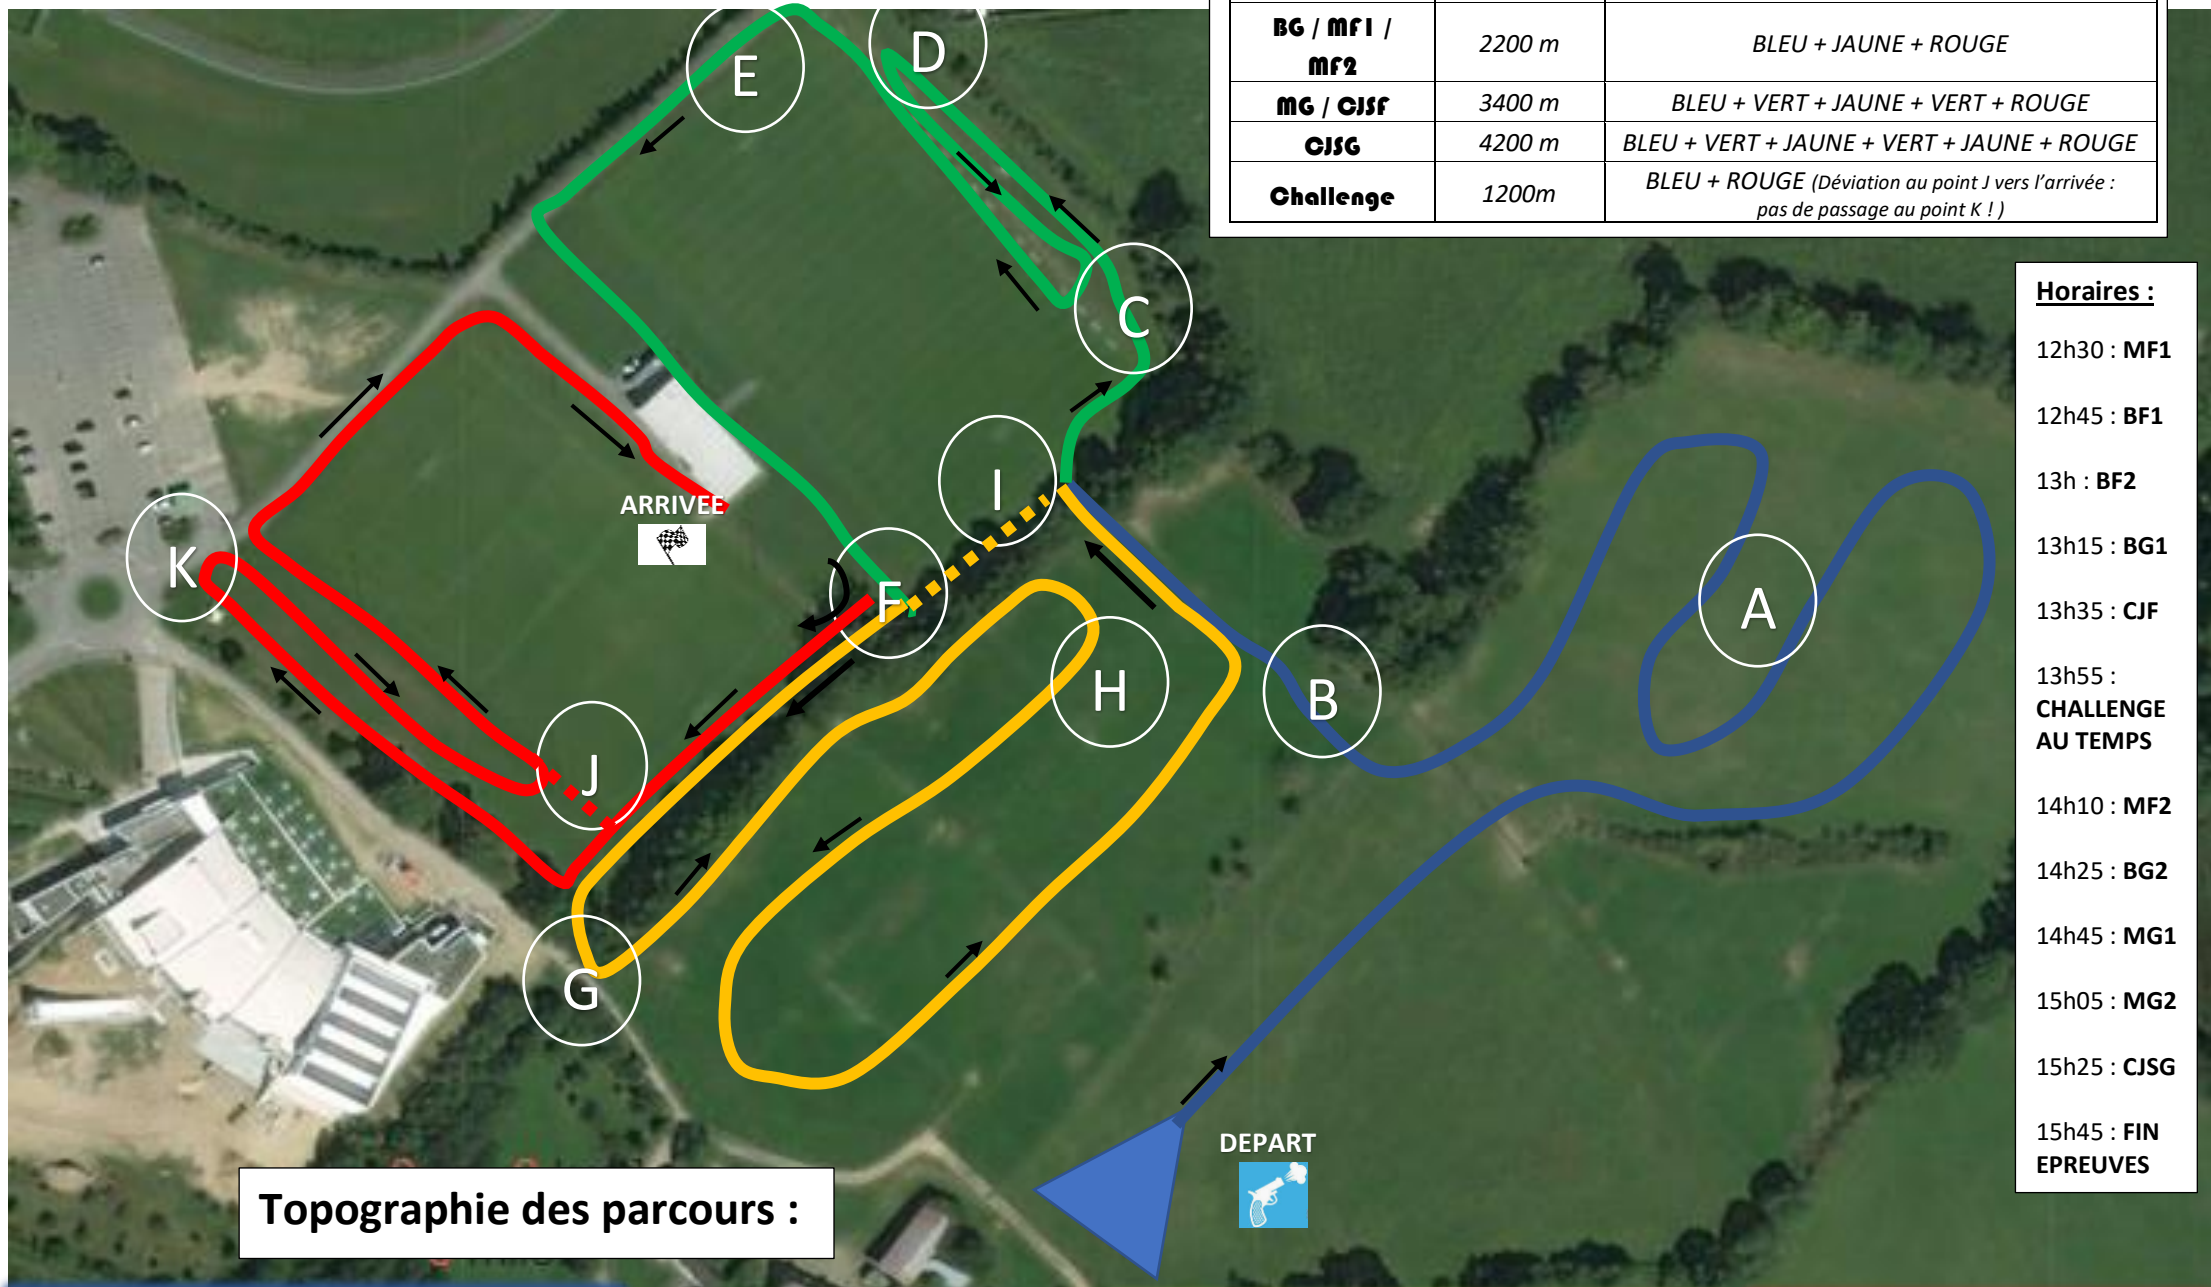 BG / MF1 /
MF2
2200 m
BLEU + JAUNE + ROUGE
MG / CJSF
3400 m
BLEU + VERT + JAUNE + VERT + ROUGE
CJSG
4200 m
BLEU + VERT + JAUNE + VERT + JAUNE + ROUGE
Challenge
1200m
BLEU + ROUGE (Déviation au point J vers l'arrivée :
pas de passage au point K ! )
Horaires :
12h30 : MF1
12h45 : BF1
13h : BF2
13h15 : BG1
13h35 : CJF
13h55 :
CHALLENGE
AU TEMPS
14h10 : MF2
14h25 : BG2
14h45 : MG1
15h05 : MG2
15h25 : CJSG
15h45 : FIN
EPREUVES
E
D
C
I
ARRIVEE
K
F
A
H
B
J
G
DEPART
Topographie des parcours :